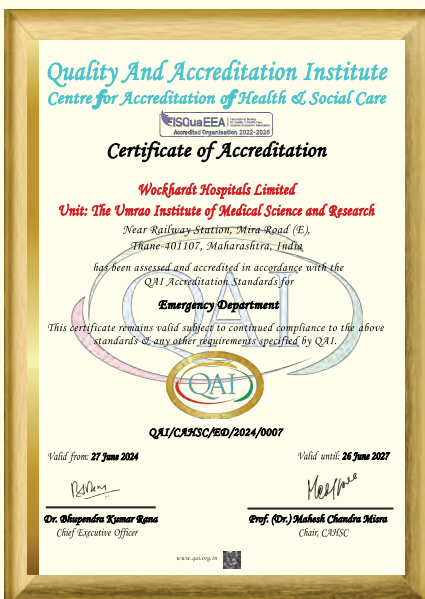 Quality And Accreditation Institute
Centre for Accreditation of Health & Social Care
ISQuaEEA
Accredited Organisation 2022-2026
Certificate of Accreditation
Wockhardt Hospitals Limited
Unit: The Umrao Institute of Medical Science and Research
Near Railway Station, Mira Road (E),
Thane-401107, Maharashtra, India
has been assessed and accredited in accordance with the
QAI Accreditation Standards for
Emergency Department
This certificate remains valid subject to continued compliance to the above
standards & any other requirements specified by QAI.
QAI
QAI
QAI/CAHSC/ED/2024/0007
Valid from: 27 June 2024
Valid until: 26 June 2027
Dr. Bhupendra Kumar Rana
Chief Executive Officer
Prof. (Dr.) Mahesh Chandra Misra
Chair, CAHSC
www.qai.org.in